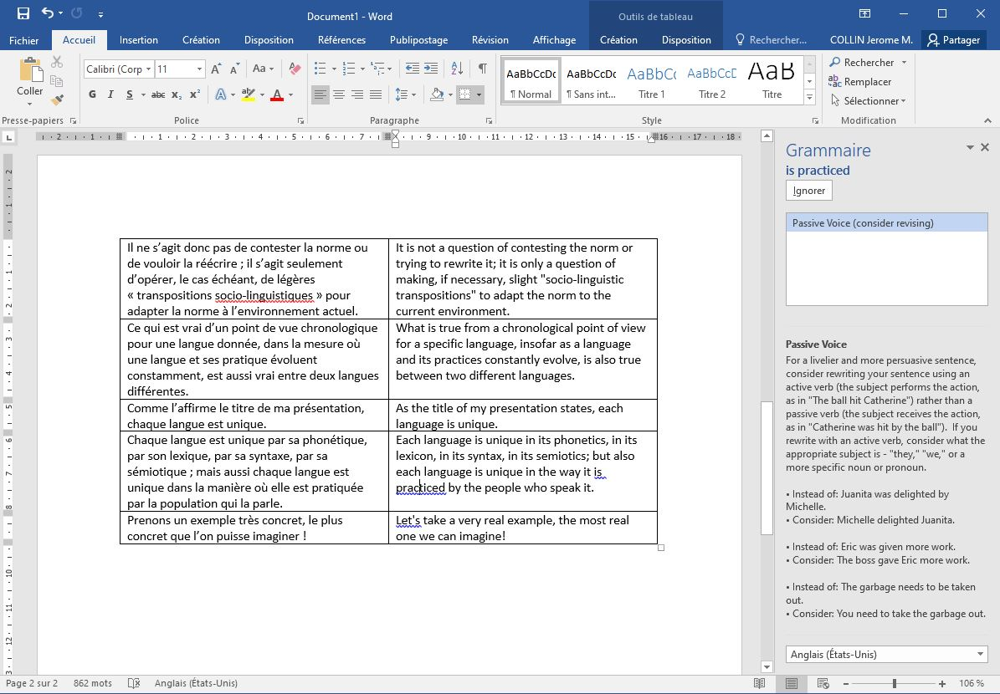 Document1 - Word
Outils de tableau
Fichier
Accueil
Insertion
Création
Disposition
Références
Publipostage
Révision
Affichage
Création
Disposition
Rechercher...
COLLIN Jerome M.
Partager
Coller
Calibri (Corp
11
Aa
G I S abc x₂ x²
AaBbCcDc
¶ Normal
AaBbCcDc
¶ Sans int...
AaBbCc
Titre 1
AaBbCcD
Titre 2
AaB
Titre
Rechercher
Remplacer
Sélectionner
Presse-papiers
Police
Paragraphe
Style
Modification
Il ne s’agit donc pas de contester la norme ou
de vouloir la réécrire ; il s’agit seulement
d’opérer, le cas échéant, de légères
« transpositions socio-linguistiques » pour
adapter la norme à l’environnement actuel.
It is not a question of contesting the norm or
trying to rewrite it; it is only a question of
making, if necessary, slight "socio-linguistic
transpositions" to adapt the norm to the
current environment.
Ce qui est vrai d’un point de vue chronologique
pour une langue donnée, dans la mesure où
une langue et ses pratique évoluent
constamment, est aussi vrai entre deux langues
différentes.
What is true from a chronological point of view
for a specific language, insofar as a language
and its practices constantly evolve, is also true
between two different languages.
Comme l’affirme le titre de ma présentation,
chaque langue est unique.
As the title of my presentation states, each
language is unique.
Chaque langue est unique par sa phonétique,
par son lexique, par sa syntaxe, par sa
sémiotique ; mais aussi chaque langue est
unique dans la manière où elle est pratiquée
par la population qui la parle.
Each language is unique in its phonetics, in its
lexicon, in its syntax, in its semiotics; but also
each language is unique in the way it is
practiced by the people who speak it.
Prenons un exemple très concret, le plus
concret que l’on puisse imaginer !
Let's take a very real example, the most real
one we can imagine!
Grammaire
is practiced
Ignorer
Passive Voice (consider revising)
Passive Voice
For a livelier and more persuasive sentence,
consider rewriting your sentence using an
active verb (the subject performs the action,
as in "The ball hit Catherine") rather than a
passive verb (the subject receives the action,
as in "Catherine was hit by the ball"). If you
rewrite with an active verb, consider what the
appropriate subject is - "they," "we," or a
more specific noun or pronoun.
• Instead of: Juanita was delighted by
Michelle.
• Consider: Michelle delighted Juanita.
• Instead of: Eric was given more work.
• Consider: The boss gave Eric more work.
• Instead of: The garbage needs to be taken
out.
• Consider: You need to take the garbage out.
Anglais (États-Unis)
Page 2 sur 2
862 mots
Anglais (États-Unis)
106 %